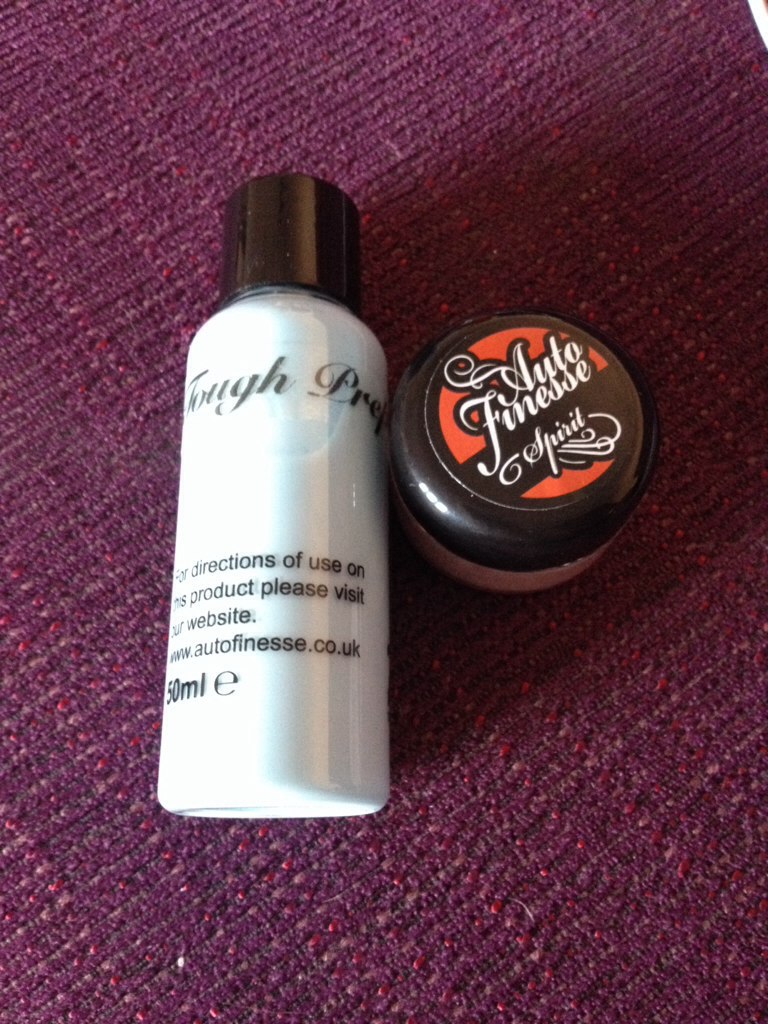 Tough Prep
For directions of use on
this product please visit
our website.
www.autofinesse.co.uk
50ml e
Auto
Finesse
Spirit